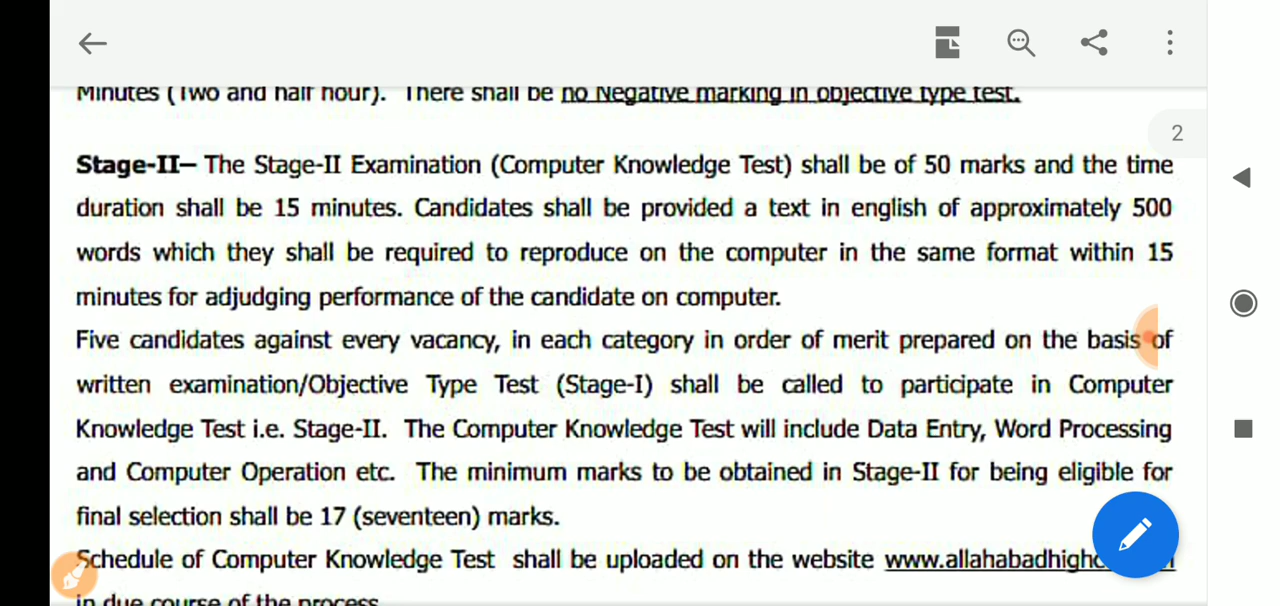 Minutes (Two and half hour). There shall be no Negative marking in objective type test.
2
Stage-II– The Stage-II Examination (Computer Knowledge Test) shall be of 50 marks and the time
duration shall be 15 minutes. Candidates shall be provided a text in english of approximately 500
words which they shall be required to reproduce on the computer in the same format within 15
minutes for adjudging performance of the candidate on computer.
Five candidates against every vacancy, in each category in order of merit prepared on the basis of
written examination/Objective Type Test (Stage-I) shall be called to participate in Computer
Knowledge Test i.e. Stage-II. The Computer Knowledge Test will include Data Entry, Word Processing
and Computer Operation etc. The minimum marks to be obtained in Stage-II for being eligible for
final selection shall be 17 (seventeen) marks.
Schedule of Computer Knowledge Test shall be uploaded on the website
in due course of the process